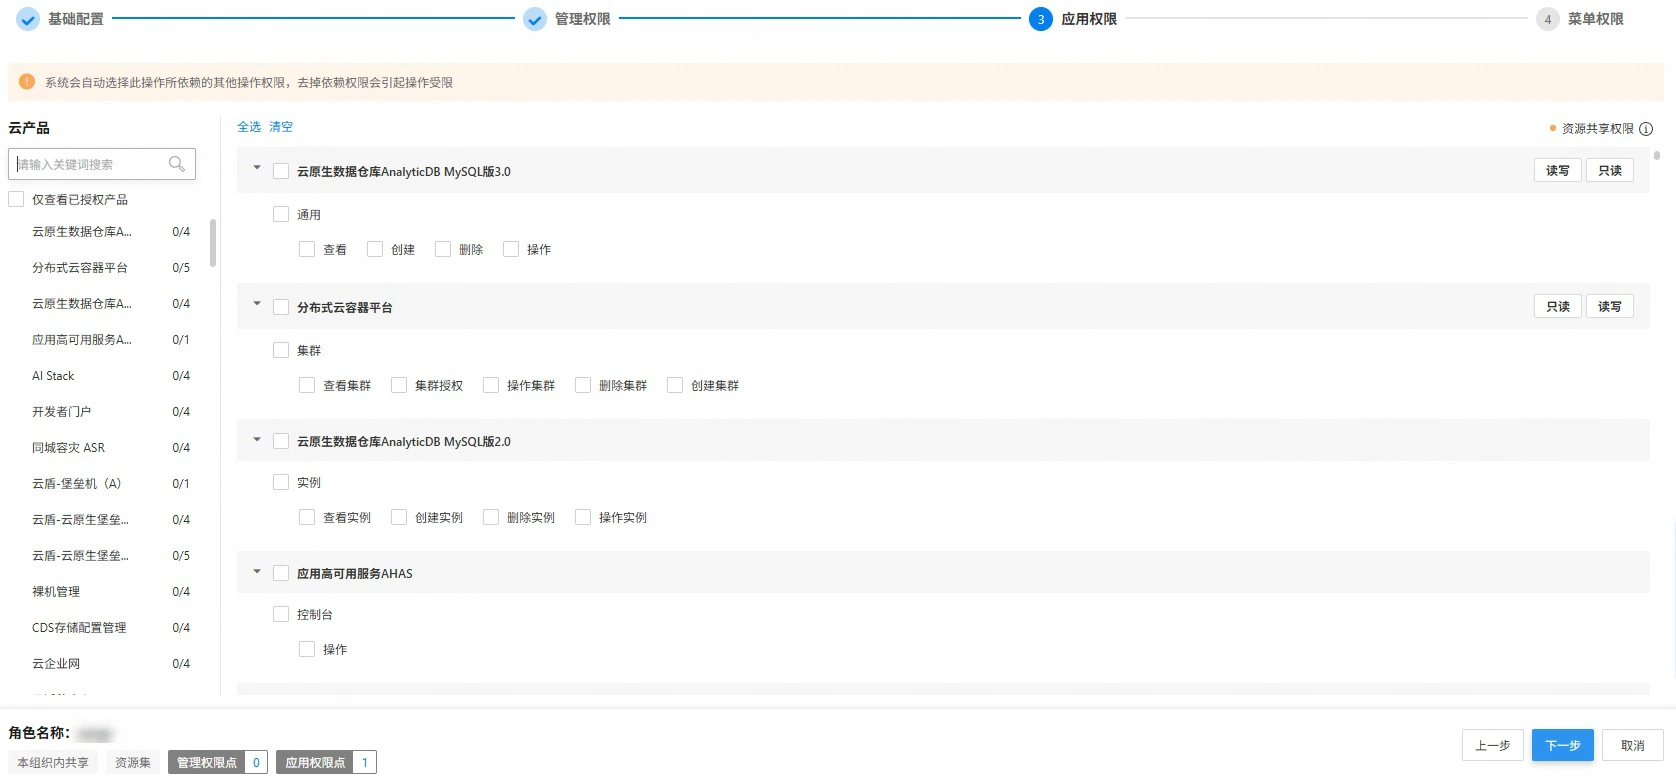 基础配置 管理权限 3 应用权限 4 菜单权限
系统会自动选择此操作所依赖的其他操作权限，去掉依赖权限会引起操作受限
云产品
请输入关键词搜索
仅查看已授权产品
云原生数据仓库A... 0/4
分布式云容器平台 0/5
云原生数据仓库A... 0/4
应用高可用服务A... 0/1
AI Stack 0/4
开发者门户 0/4
同城容灾 ASR 0/4
云盾-堡垒机（A） 0/1
云盾-云原生堡垒... 0/4
云盾-云原生堡垒... 0/5
裸机管理 0/4
CDS存储配置管理 0/4
云企业网 0/4
全选 清空
资源共享权限
云原生数据仓库AnalyticDB MySQL版3.0 读写 只读
通用
查看 创建 删除 操作
分布式云容器平台 只读 读写
集群
查看集群 集群授权 操作集群 删除集群 创建集群
云原生数据仓库AnalyticDB MySQL版2.0
实例
查看实例 创建实例 删除实例 操作实例
应用高可用服务AHAS
控制台
操作
角色名称：
本组织内共享 资源集 管理权限点 0 应用权限点 1
上一步 下一步 取消